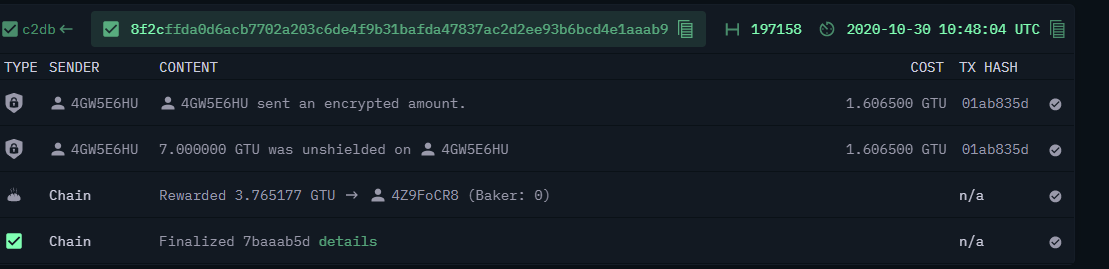 c2db ← 8f2cffda0d6acb7702a203c6de4f9b31bafda47837ac2d2ee93b6bcd4e1aaab9 197158 2020-10-30 10:48:04 UTC
TYPE SENDER CONTENT COST TX HASH
4GW5E6HU 4GW5E6HU sent an encrypted amount. 1.606500 GTU 01ab835d
4GW5E6HU 7.000000 GTU was unshielded on 4GW5E6HU 1.606500 GTU 01ab835d
Chain Rewarded 3.765177 GTU → 4Z9FoCR8 (Baker: 0) n/a
Chain Finalized 7baaab5d details n/a